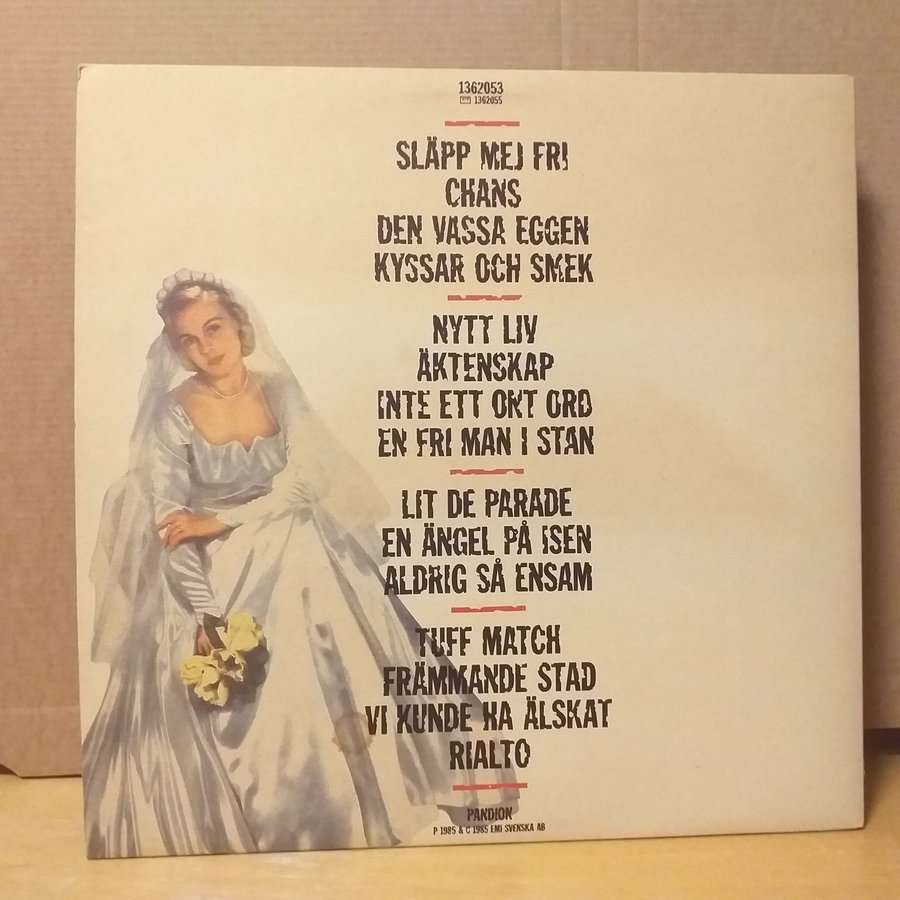 1362053
1362055
SLÄPP MEJ FRI
CHANS
DEN VASSA EGGEN
KYSSAR OCH SMEK
NYTT LIV
ÄKTENSKAP
INTE ETT ONT ORD
EN FRI MAN I STAN
LIT DE PARADE
EN ÄNGEL PÅ ISEN
ALDRIG SÅ ENSAM
TUFF MATCH
FRÄMMANDE STAD
VI KUNDE HA ÄLSKAT
RIALTO
PANDION
P 1985 & C 1985 EMI SVENSKA AB